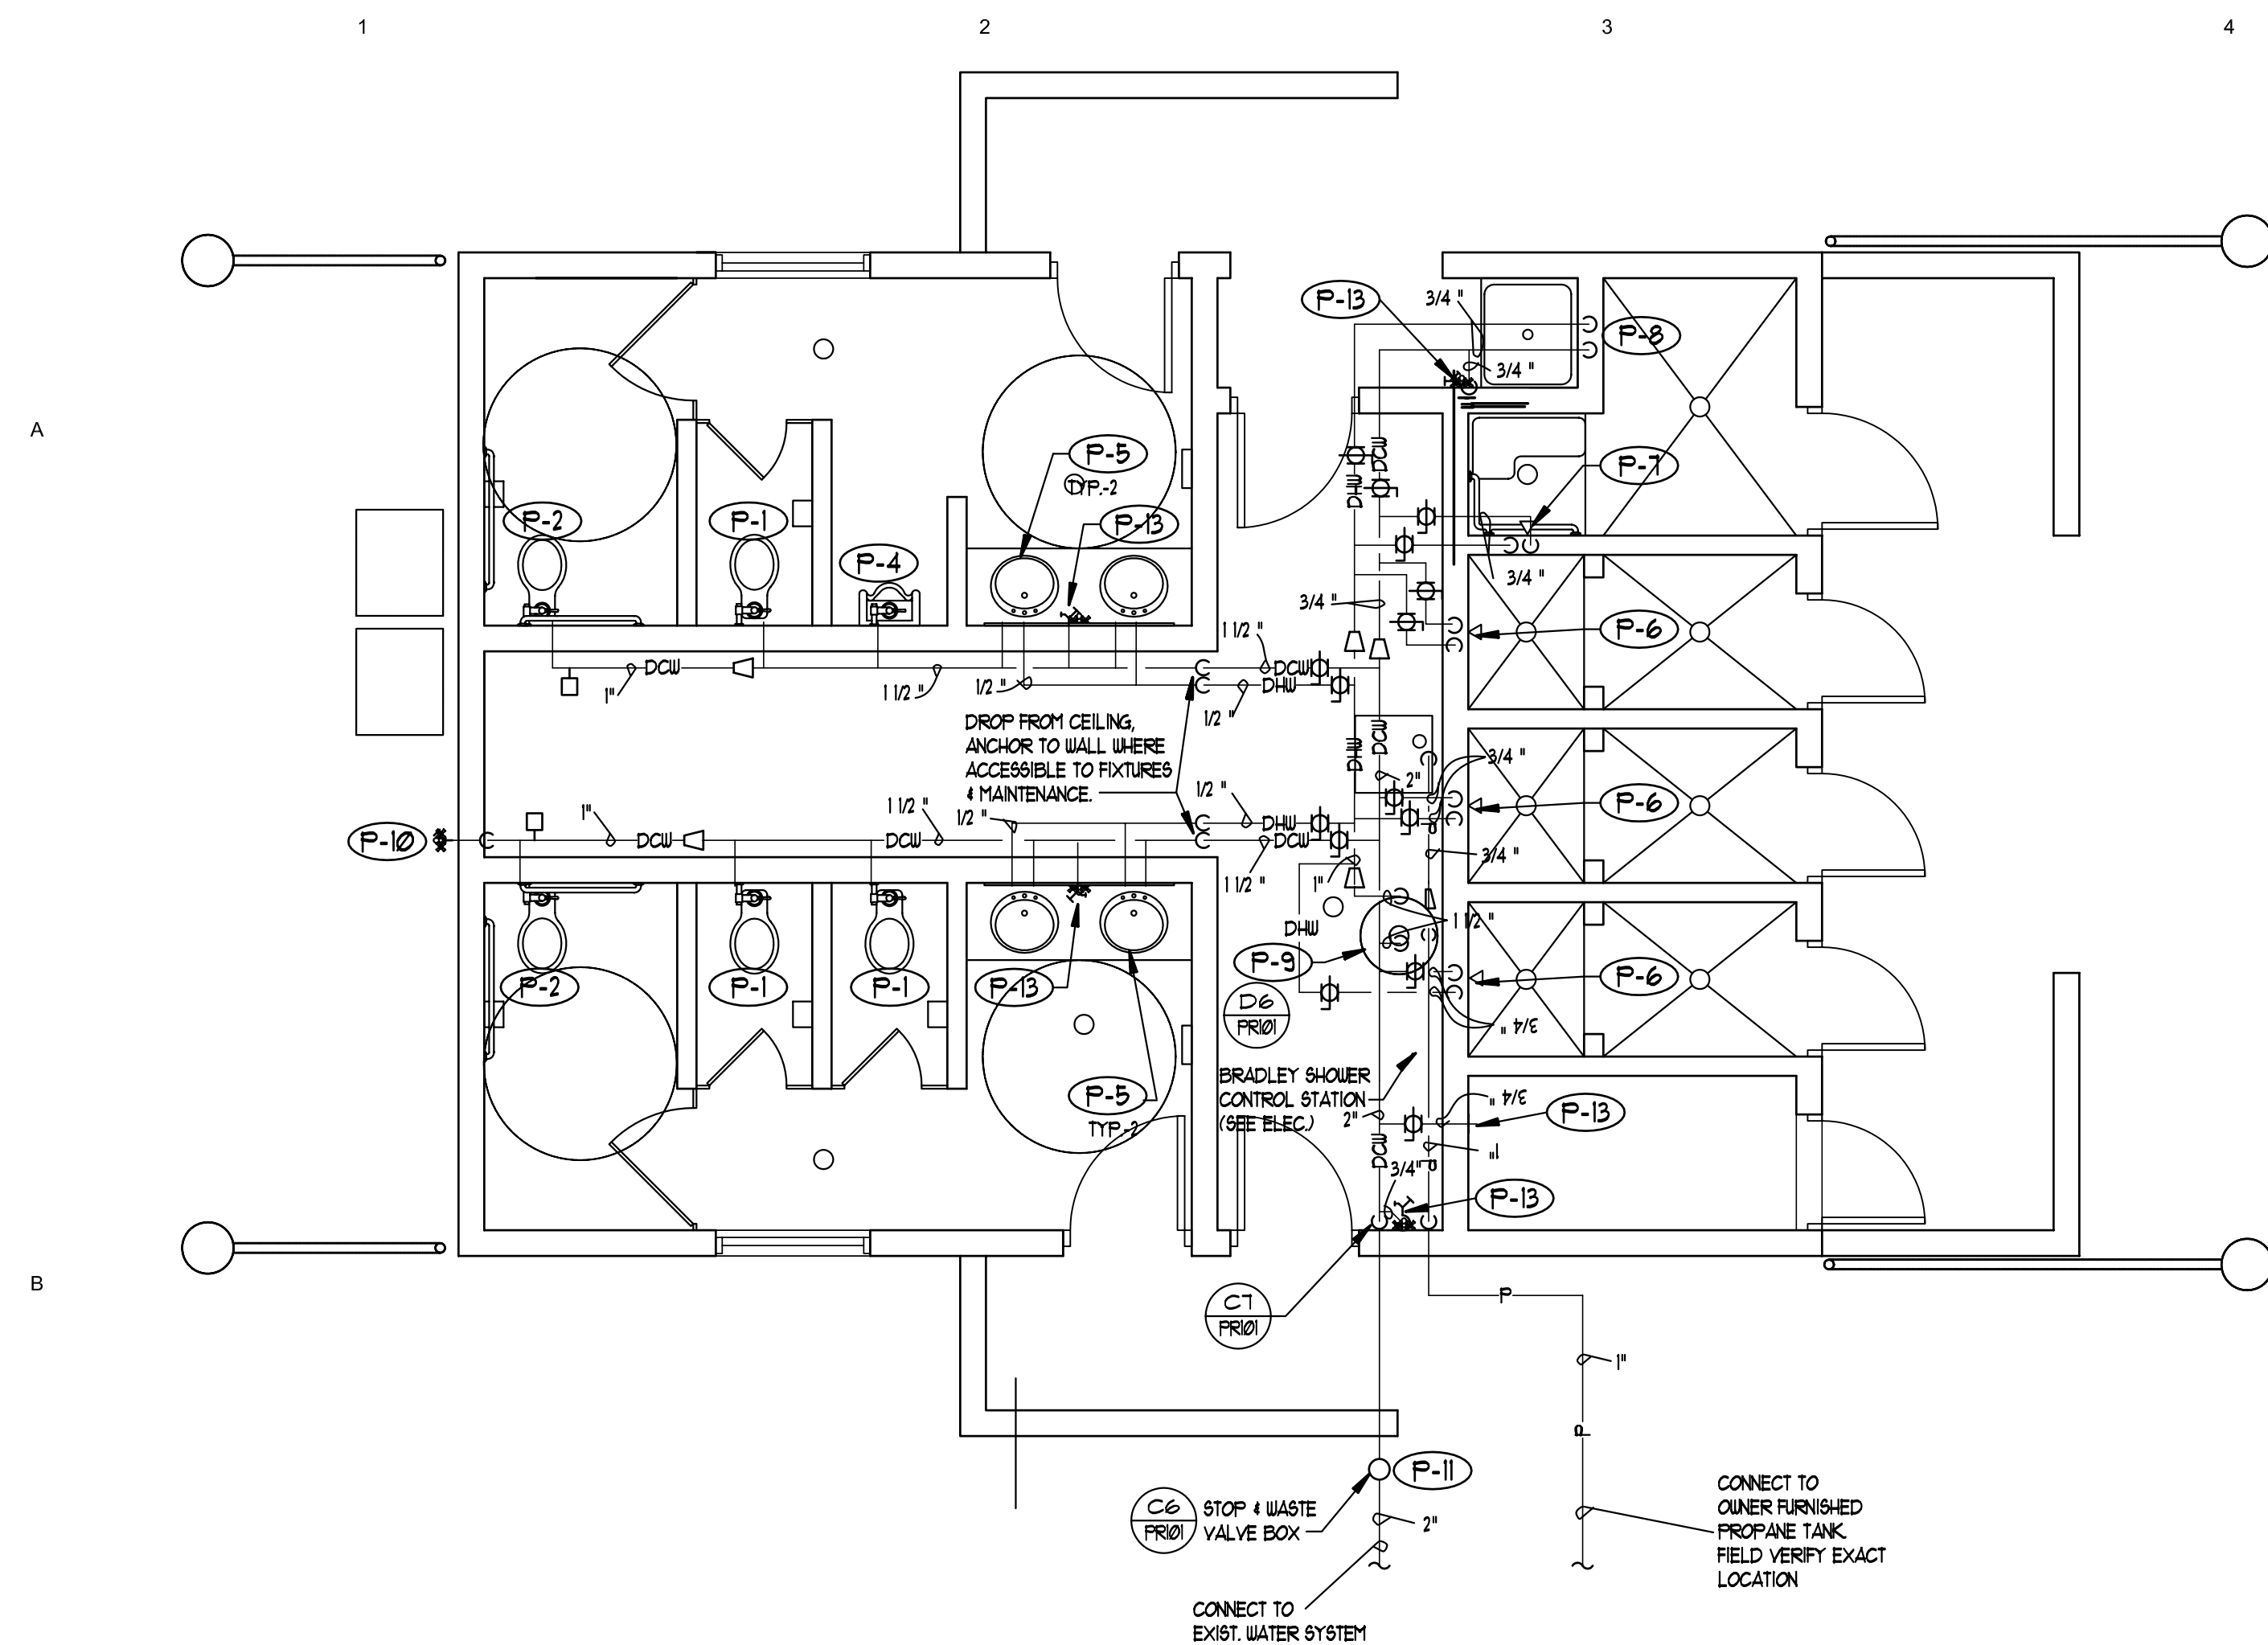 1
2
3
4
A
B
P-13
3/4 "
P-8
3/4 "
P-5
TYP.-2
DCW
DHW
P-7
P-2
P-1
P-13
P-4
3/4 "
3/4 "
P-6
1 1/2 "
1"
DCW
1 1/2 "
1/2 "
DCW
DHW
1/2 "
DROP FROM CEILING,
ANCHOR TO WALL WHERE
ACCESSIBLE TO FIXTURES
& MAINTENANCE.
DHW
DCW
3/4 "
2"
P-6
1/2 "
1"
1 1/2 "
1/2 "
P
P-10
DCW
DCW
DHW
DCW
3/4 "
1 1/2 "
1"
1 1/2 "
DHW
P-9
P-6
P-2
P-1
P-1
P-13
D6
PR101
3/4 "
BRADLEY SHOWER
CONTROL STATION
(SEE ELEC.)
P-5
TYP.-2
2"
3/4 "
P-13
DCW
1"
3/4"
P
P-13
C7
PR101
P
1"
P
P-11
C6
PR101
STOP & WASTE
VALVE BOX
2"
CONNECT TO
OWNER FURNISHED
PROPANE TANK.
FIELD VERIFY EXACT
LOCATION
CONNECT TO
EXIST. WATER SYSTEM